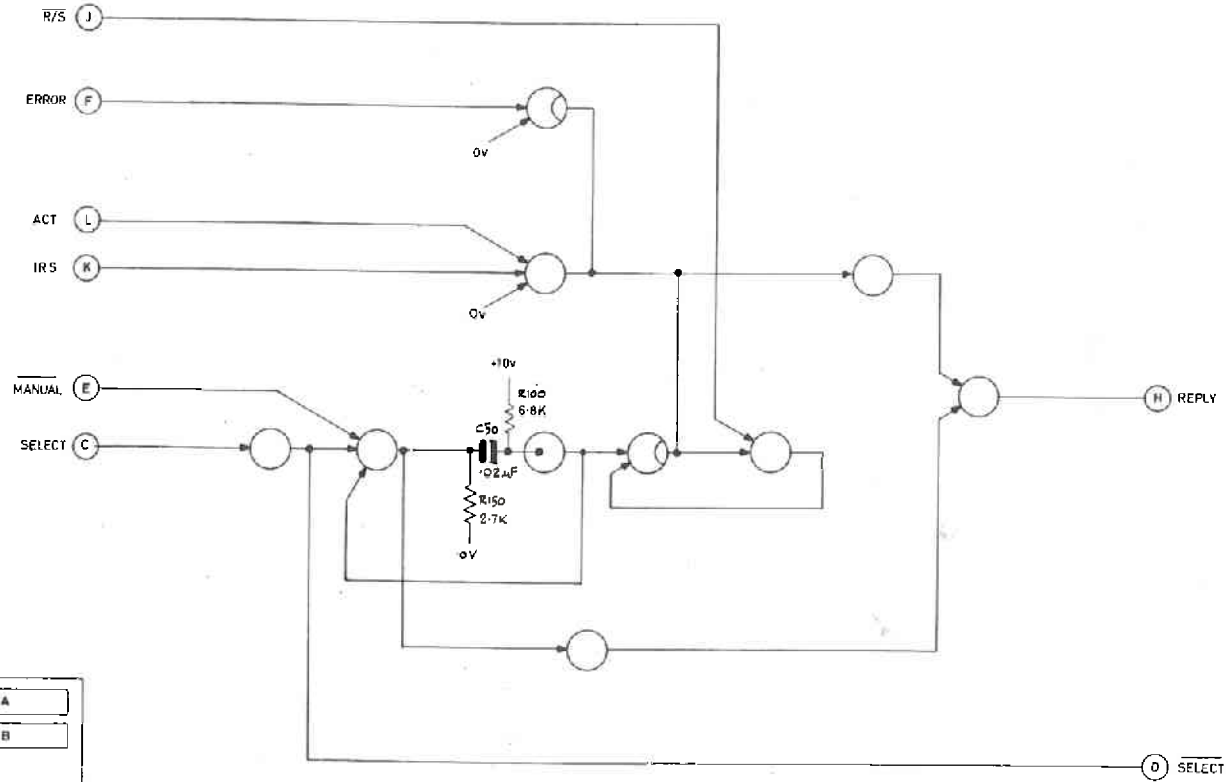 R/S J
ERROR F
0V
ACT L
IRS K
0V
+10V
R100
6.8K
MANUAL E
C50
H REPLY
SELECT C
.02µF
R150
2.7K
0V
A
B
D SELECT